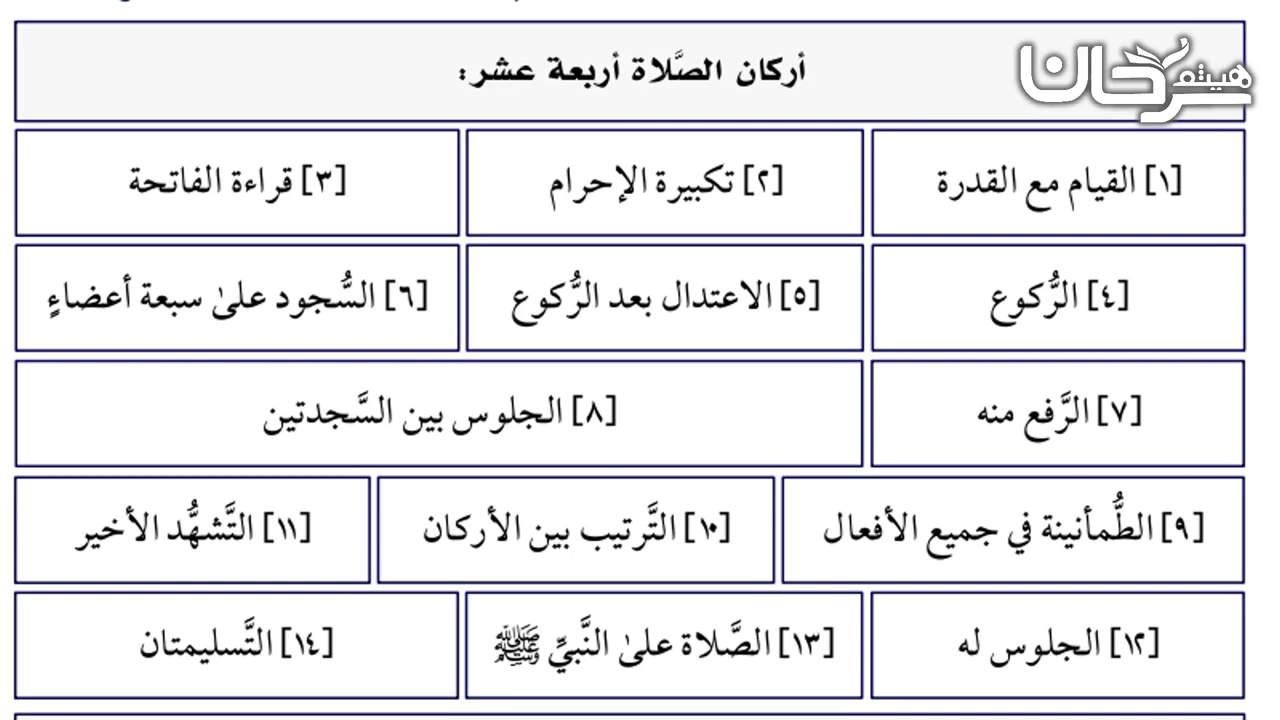 أركان الصَّلاة أربعة عشر:
هيثم سرحان
[١] القيام مع القدرة
[٢] تكبيرة الإحرام
[٣] قراءة الفاتحة
[٤] الرُّكوع
[٥] الاعتدال بعد الرُّكوع
[٦] السُّجود علىٰ سبعة أعضاءٍ
[٧] الرَّفع منه
[٨] الجلوس بين السَّجدتين
[٩] الطُّمأنينة في جميع الأفعال
[١٠] التَّرتيب بين الأركان
[١١] التَّشهُّد الأخير
[١٢] الجلوس له
[١٣] الصَّلاة علىٰ النَّبيِّ ﷺ
[١٤] التَّسليمتان